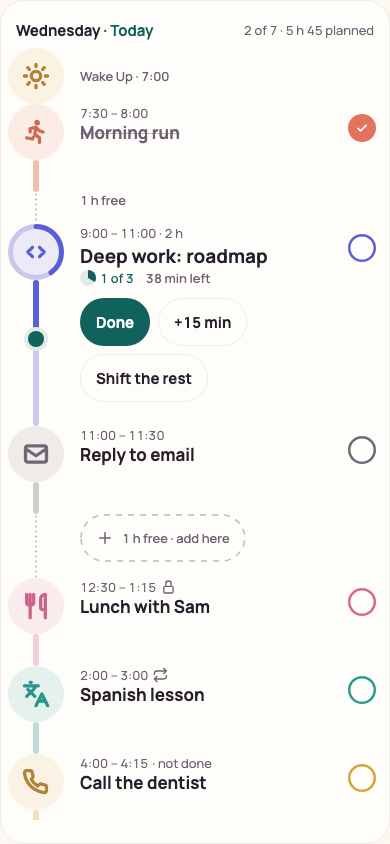 Wednesday · Today
2 of 7 · 5 h 45 planned
Wake Up · 7:00
7:30 – 8:00
Morning run
1 h free
9:00 – 11:00 · 2 h
Deep work: roadmap
1 of 3 38 min left
Done
+15 min
Shift the rest
11:00 – 11:30
Reply to email
1 h free · add here
12:30 – 1:15
Lunch with Sam
2:00 – 3:00
Spanish lesson
4:00 – 4:15 · not done
Call the dentist